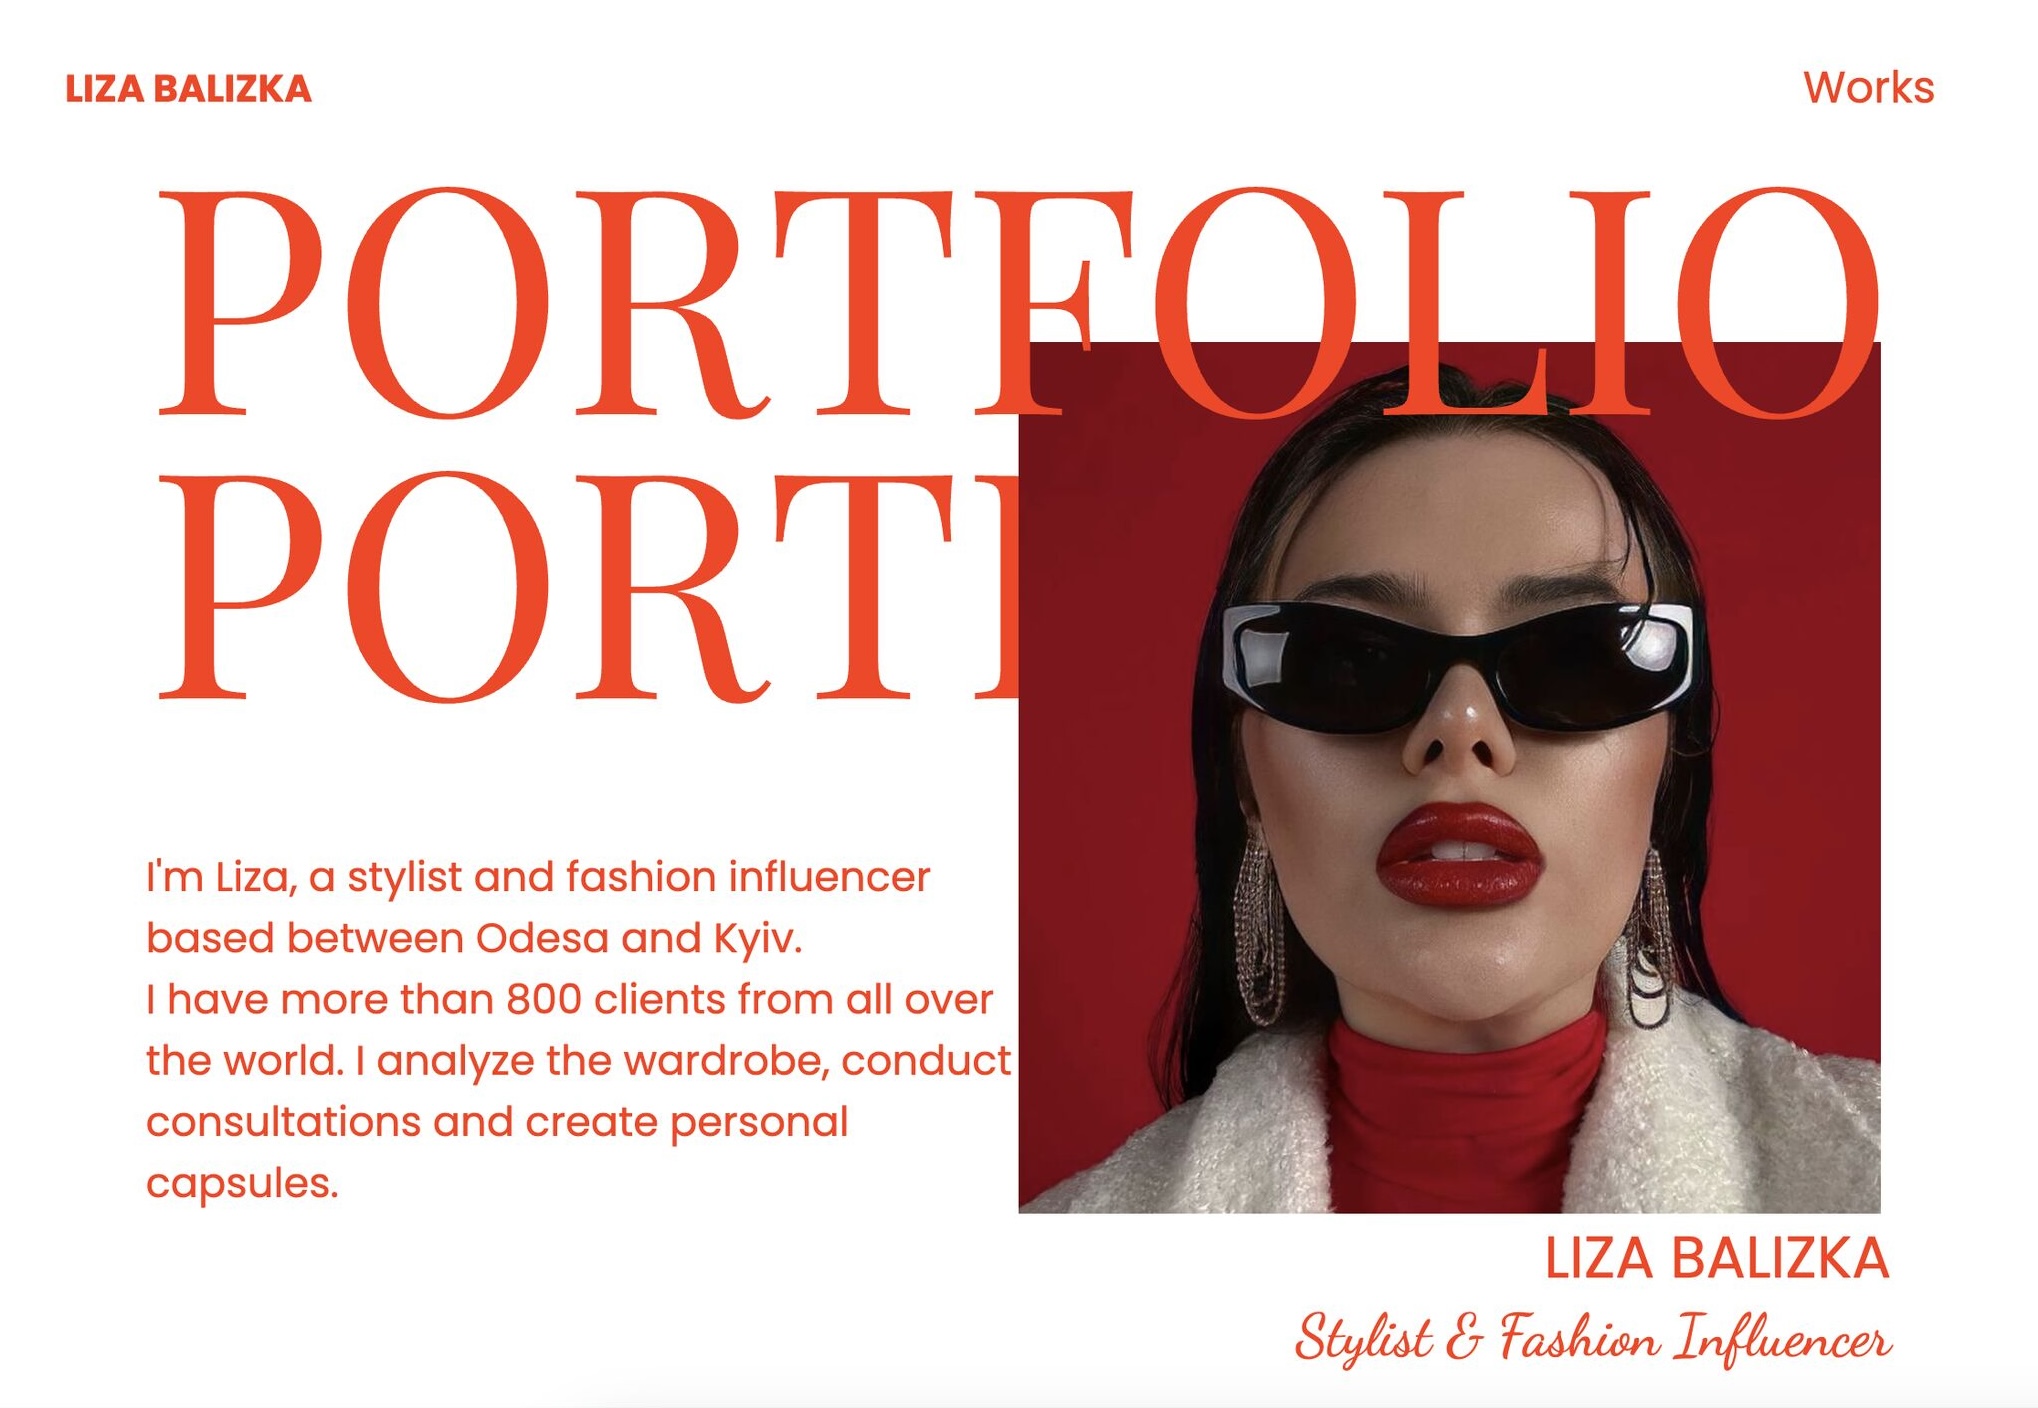 LIZA BALIZKA
Works
PORTFOLIO
PORT
I'm Liza, a stylist and fashion influencer
based between Odesa and Kyiv.
I have more than 800 clients from all over
the world. I analyze the wardrobe, conduct
consultations and create personal
capsules.
LIZA BALIZKA
Stylist & Fashion Influencer